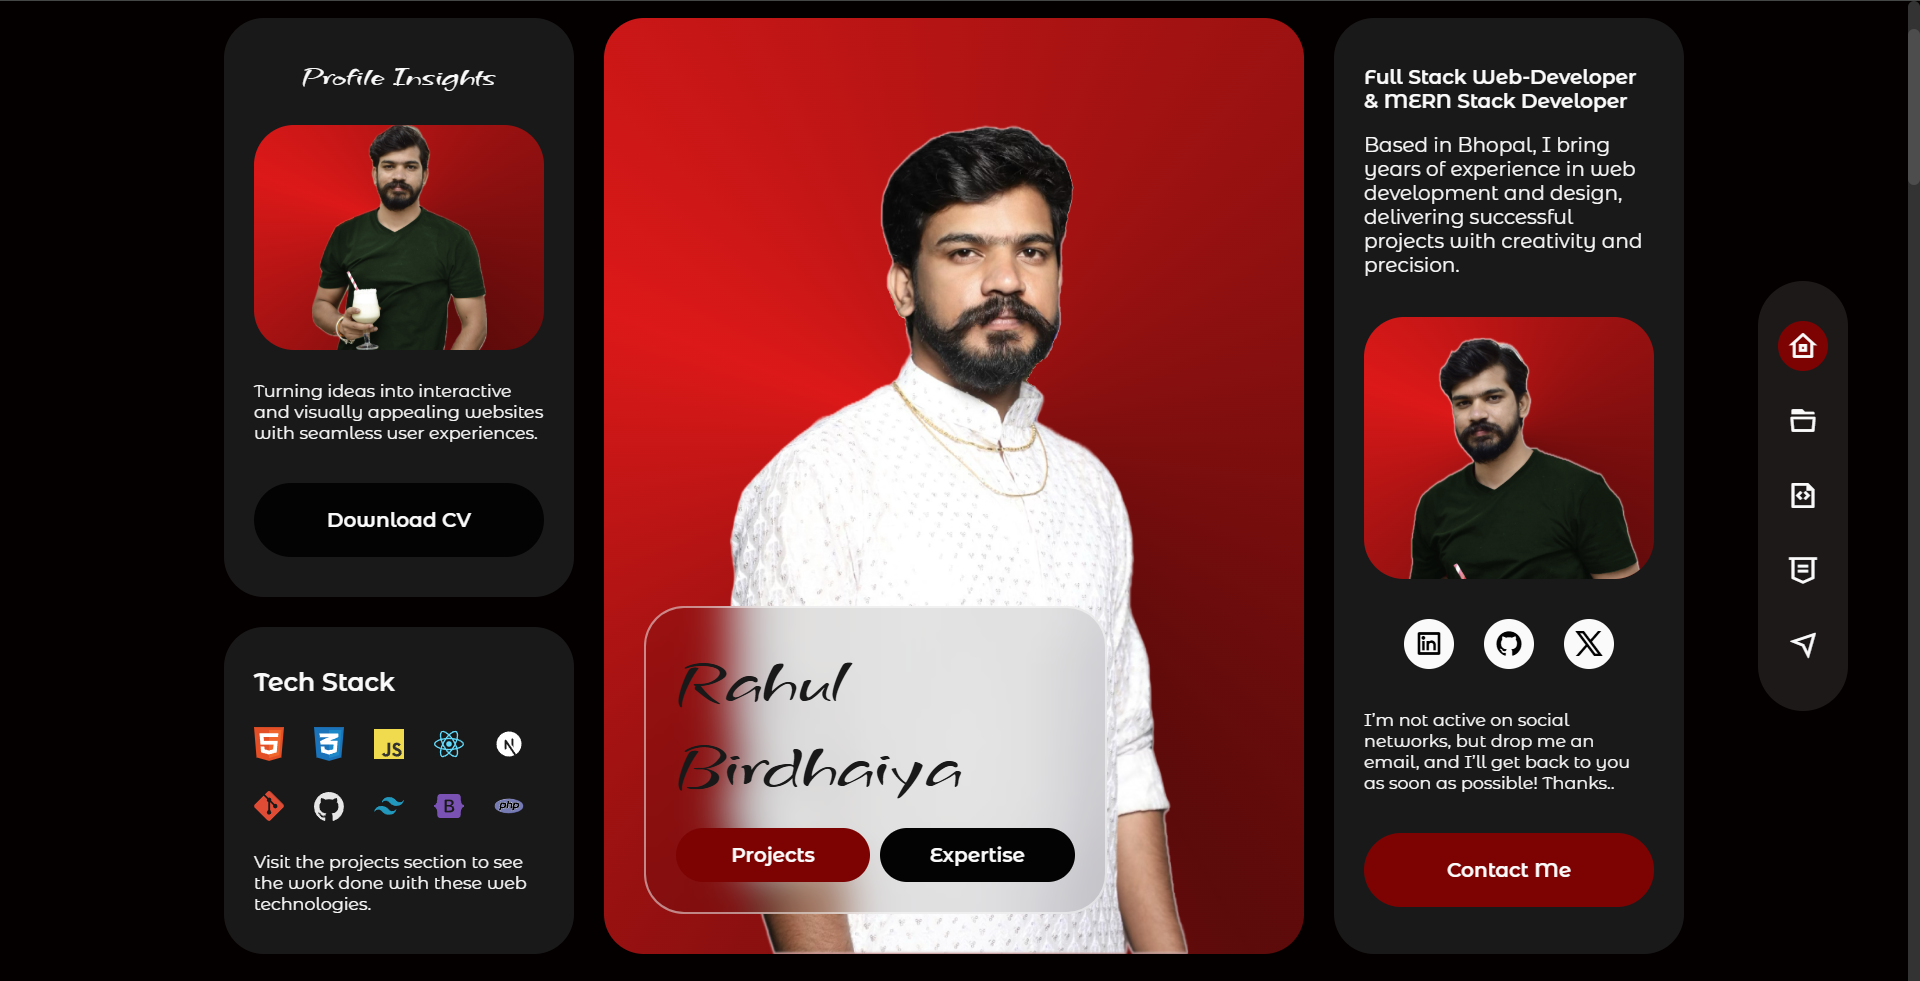 Profile Insights
Turning ideas into interactive
and visually appealing websites
with seamless user experiences.
Download CV
Tech Stack
5
3
JS
N
B
php
Visit the projects section to see
the work done with these web
technologies.
Rahul
Birdhaiya
Projects
Expertise
Full Stack Web-Developer
& MERN Stack Developer
Based in Bhopal, I bring
years of experience in web
development and design,
delivering successful
projects with creativity and
precision.
in
X
I'm not active on social
networks, but drop me an
email, and I'll get back to you
as soon as possible! Thanks..
Contact Me